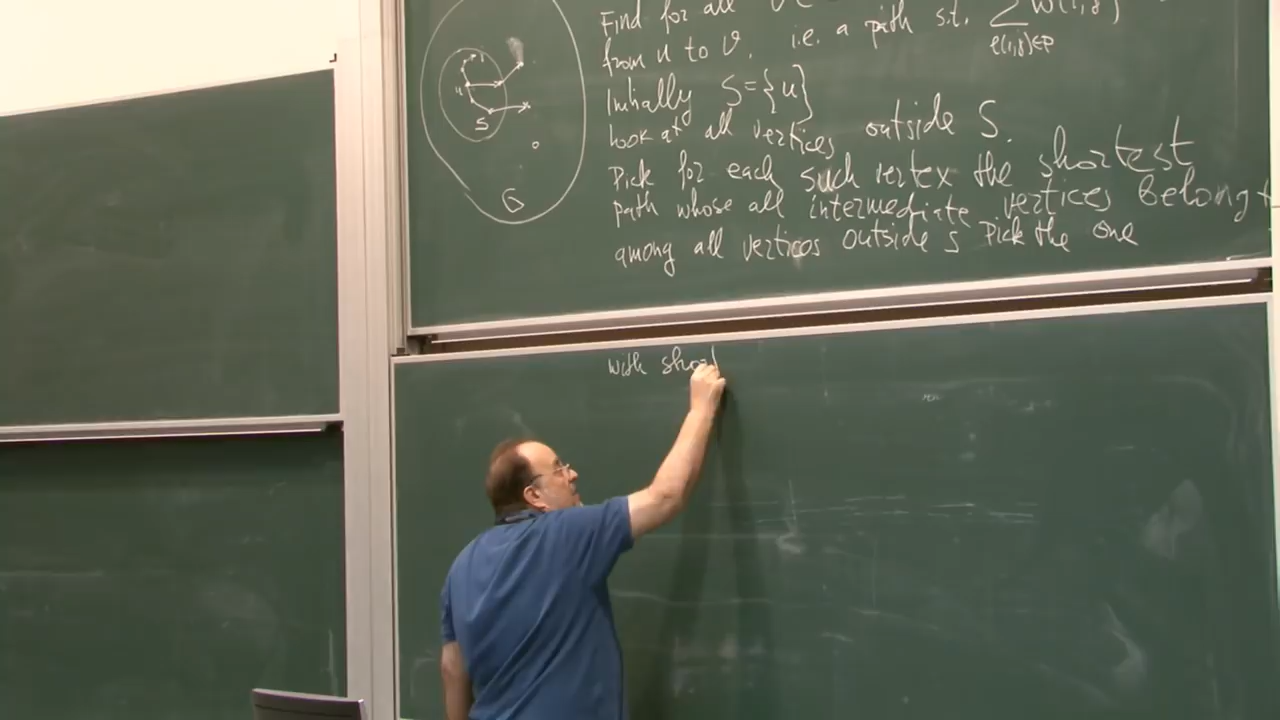 Find for all
from u to v. i.e. a path s.t. Σ w(i,j)
e(i,j)∈P
Initially S={u}
look at all vertices outside S.
Pick for each such vertex the shortest
path whose all intermediate vertices belong t
among all vertices outside S pick the one
with short
u
S
G